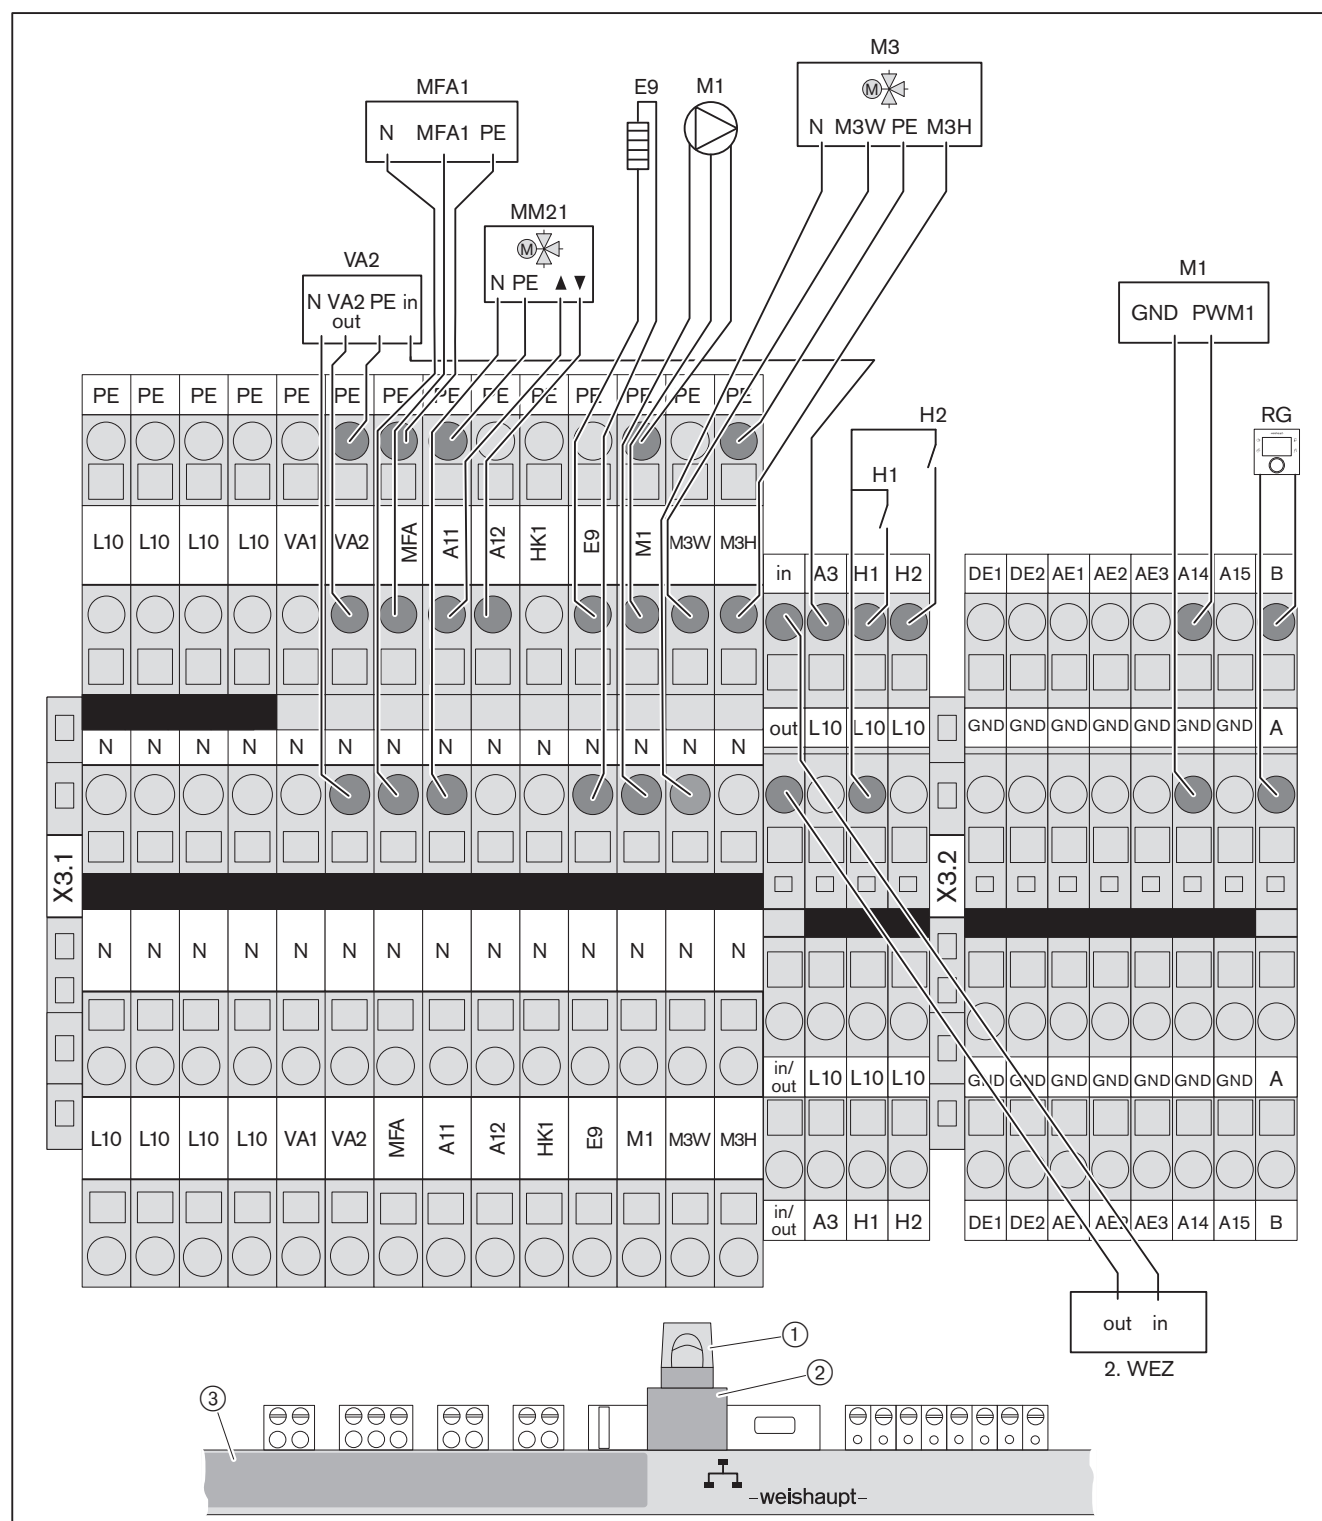 M3
MFA1
E9 M1
N MFA1 PE
M
N M3W PE M3H
MM21
M
N PE ▲ ▼
VA2
N VA2 PE in
out
M1
GND PWM1
PE PE PE PE PE PE PE PE PE PE PE PE PE PE
H2
RG
H1
L10 L10 L10 L10 VA1 VA2 MFA A11 A12 HK1 E9 M1 M3W M3H
in A3 H1 H2
DE1 DE2 AE1 AE2 AE3 A14 A15 B
out L10 L10 L10
GND GND GND GND GND GND GND A
N N N N N N N N N N N N N N
X3.1
X3.2
N N N N N N N N N N N N N N
in/
out L10 L10 L10
GND GND GND GND GND GND GND A
L10 L10 L10 L10 VA1 VA2 MFA A11 A12 HK1 E9 M1 M3W M3H
in/
out A3 H1 H2
DE1 DE2 AE1 AE2 AE3 A14 A15 B
out in
2. WEZ
1
2
3
-weishaupt-